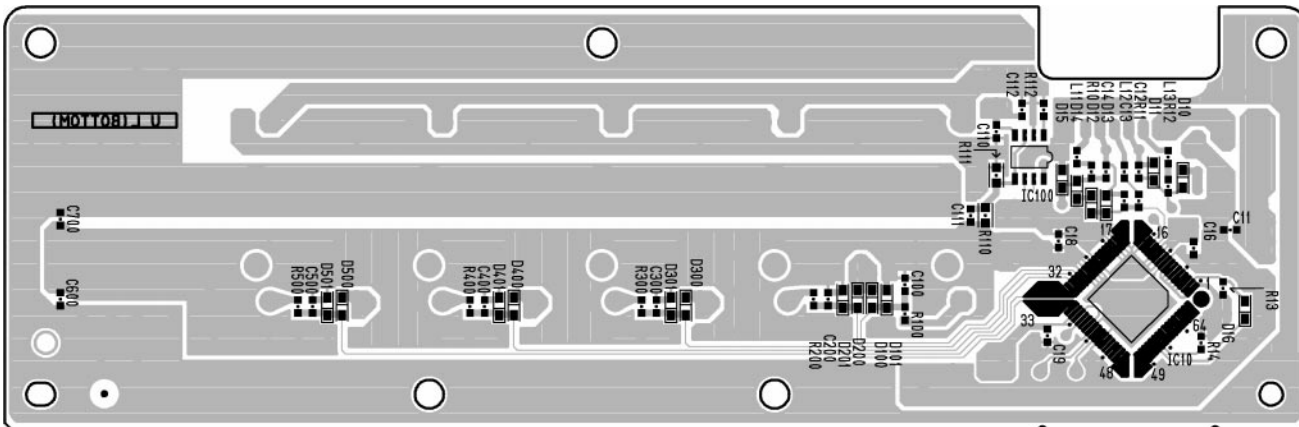 U L(BOTTOM)
C112
R112
D15
L11
D14
R10
D12
C14
D13
L12
C13
C12
R11
D11
L13
R12
D10
C110
R111
IC100
C111
R110
C18
17
16
C16
C11
C700
C600
R500
C500
D501
D500
R400
C400
D401
D400
R300
C300
D301
D300
C100
R100
R200
C200
D201
D200
D100
D101
32
33
C19
48
49
64
IC10
R14
D16
R13